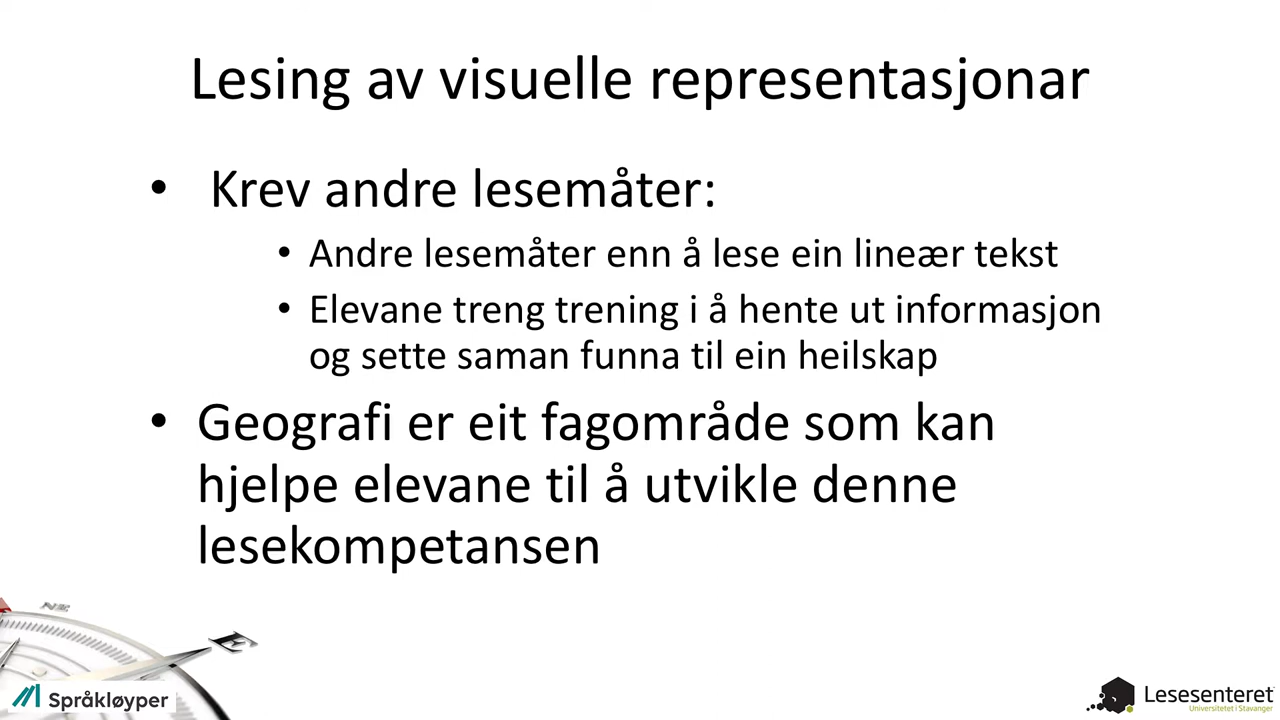 Lesing av visuelle representasjonar
• Krev andre lesemåter:
• Andre lesemåter enn å lese ein lineær tekst
• Elevane treng trening i å hente ut informasjon
og sette saman funna til ein heilskap
• Geografi er eit fagområde som kan
hjelpe elevane til å utvikle denne
lesekompetansen
NE
E
Språkløyper
Lesesenteret
Universitetet i Stavanger